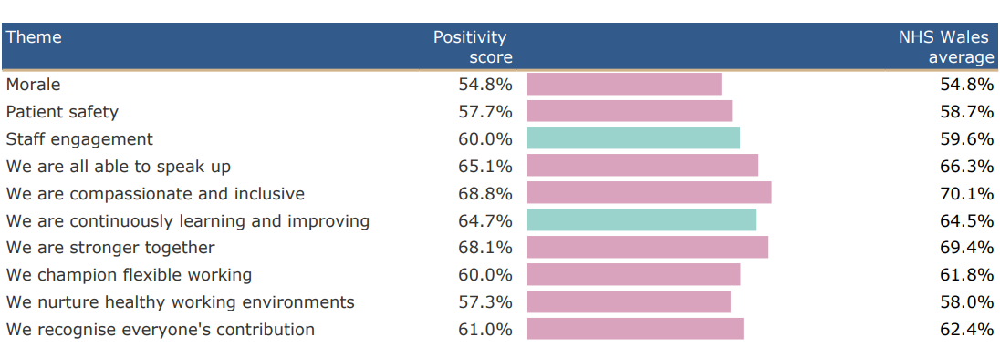 Theme Positivity score NHS Wales average
Morale 54.8% 54.8%
Patient safety 57.7% 58.7%
Staff engagement 60.0% 59.6%
We are all able to speak up 65.1% 66.3%
We are compassionate and inclusive 68.8% 70.1%
We are continuously learning and improving 64.7% 64.5%
We are stronger together 68.1% 69.4%
We champion flexible working 60.0% 61.8%
We nurture healthy working environments 57.3% 58.0%
We recognise everyone's contribution 61.0% 62.4%